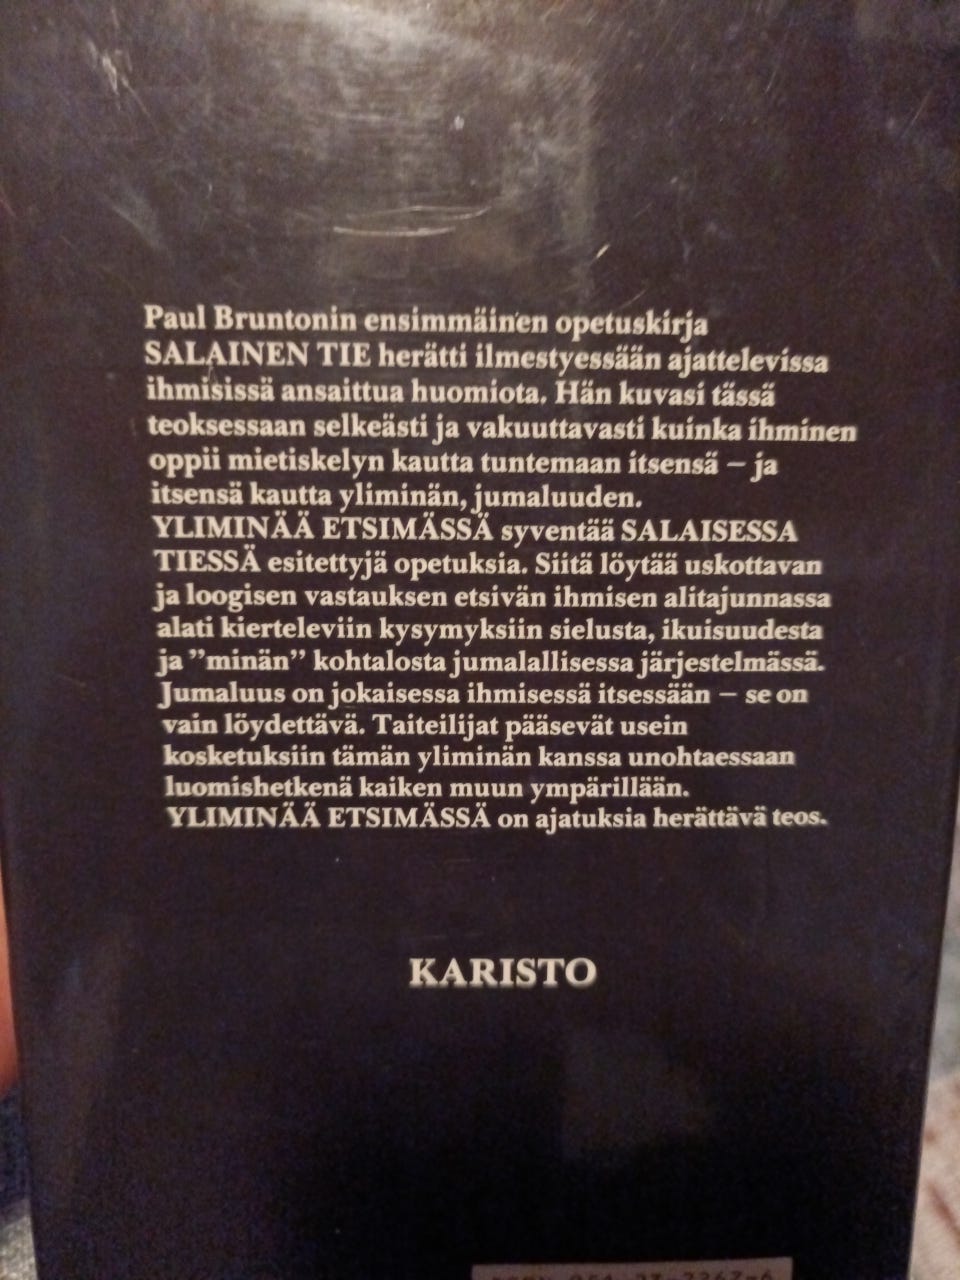 Paul Bruntonin ensimmäinen opetuskirja
SALAINEN TIE herätti ilmestyessään ajattelevissa
ihmisissä ansaittua huomiota. Hän kuvasi tässä
teoksessaan selkeästi ja vakuuttavasti kuinka ihminen
oppii mietiskelyn kautta tuntemaan itsensä – ja
itsensä kautta yliminän, jumaluuden.
YLIMINÄÄ ETSIMÄSSÄ syventää SALAISESSA
TIESSÄ esitettyjä opetuksia. Siitä löytää uskottavan
ja loogisen vastauksen etsivän ihmisen alitajunnassa
alati kierteleviin kysymyksiin sielusta, ikuisuudesta
ja ”minän” kohtalosta jumalallisessa järjestelmässä.
Jumaluus on jokaisessa ihmisessä itsessään – se on
vain löydettävä. Taiteilijat pääsevät usein
kosketuksiin tämän yliminän kanssa unohtaessaan
luomishetkenä kaiken muun ympärillään.
YLIMINÄÄ ETSIMÄSSÄ on ajatuksia herättävä teos.
KARISTO